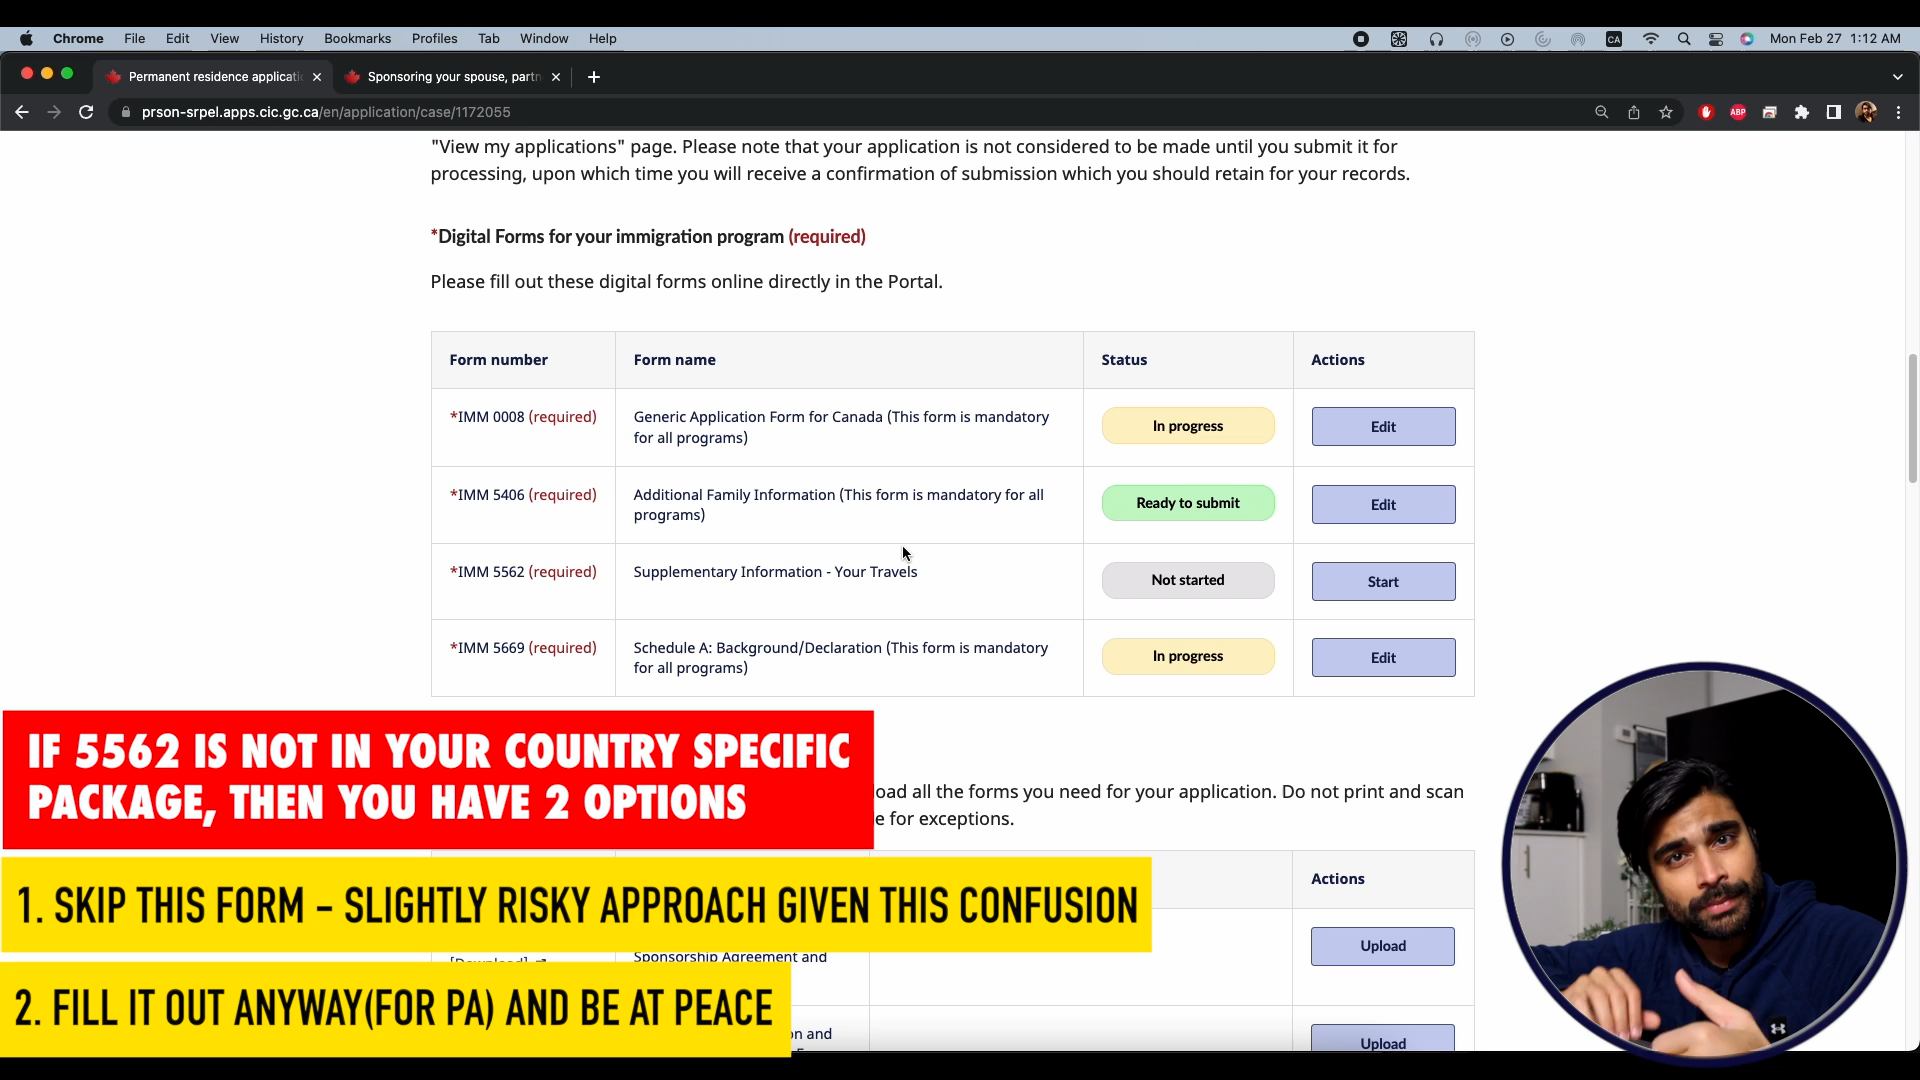 Chrome File Edit View History Bookmarks Profiles Tab Window Help CA Mon Feb 27 1:12 AM
Permanent residence applicati Sponsoring your spouse, partn
prson-srpel.apps.cic.gc.ca/en/application/case/1172055 ABP
"View my applications" page. Please note that your application is not considered to be made until you submit it for
processing, upon which time you will receive a confirmation of submission which you should retain for your records.
*Digital Forms for your immigration program (required)
Please fill out these digital forms online directly in the Portal.
Form number Form name Status Actions
*IMM 0008 (required) Generic Application Form for Canada (This form is mandatory
for all programs) In progress Edit
*IMM 5406 (required) Additional Family Information (This form is mandatory for all
programs) Ready to submit Edit
*IMM 5562 (required) Supplementary Information - Your Travels Not started Start
*IMM 5669 (required) Schedule A: Background/Declaration (This form is mandatory
for all programs) In progress Edit
IF 5562 IS NOT IN YOUR COUNTRY SPECIFIC
PACKAGE, THEN YOU HAVE 2 OPTIONS
oad all the forms you need for your application. Do not print and scan
e for exceptions.
Actions
1. SKIP THIS FORM - SLIGHTLY RISKY APPROACH GIVEN THIS CONFUSION
Upload
[Download] Sponsorship Agreement and
2. FILL IT OUT ANYWAY(FOR PA) AND BE AT PEACE
on and
Upload